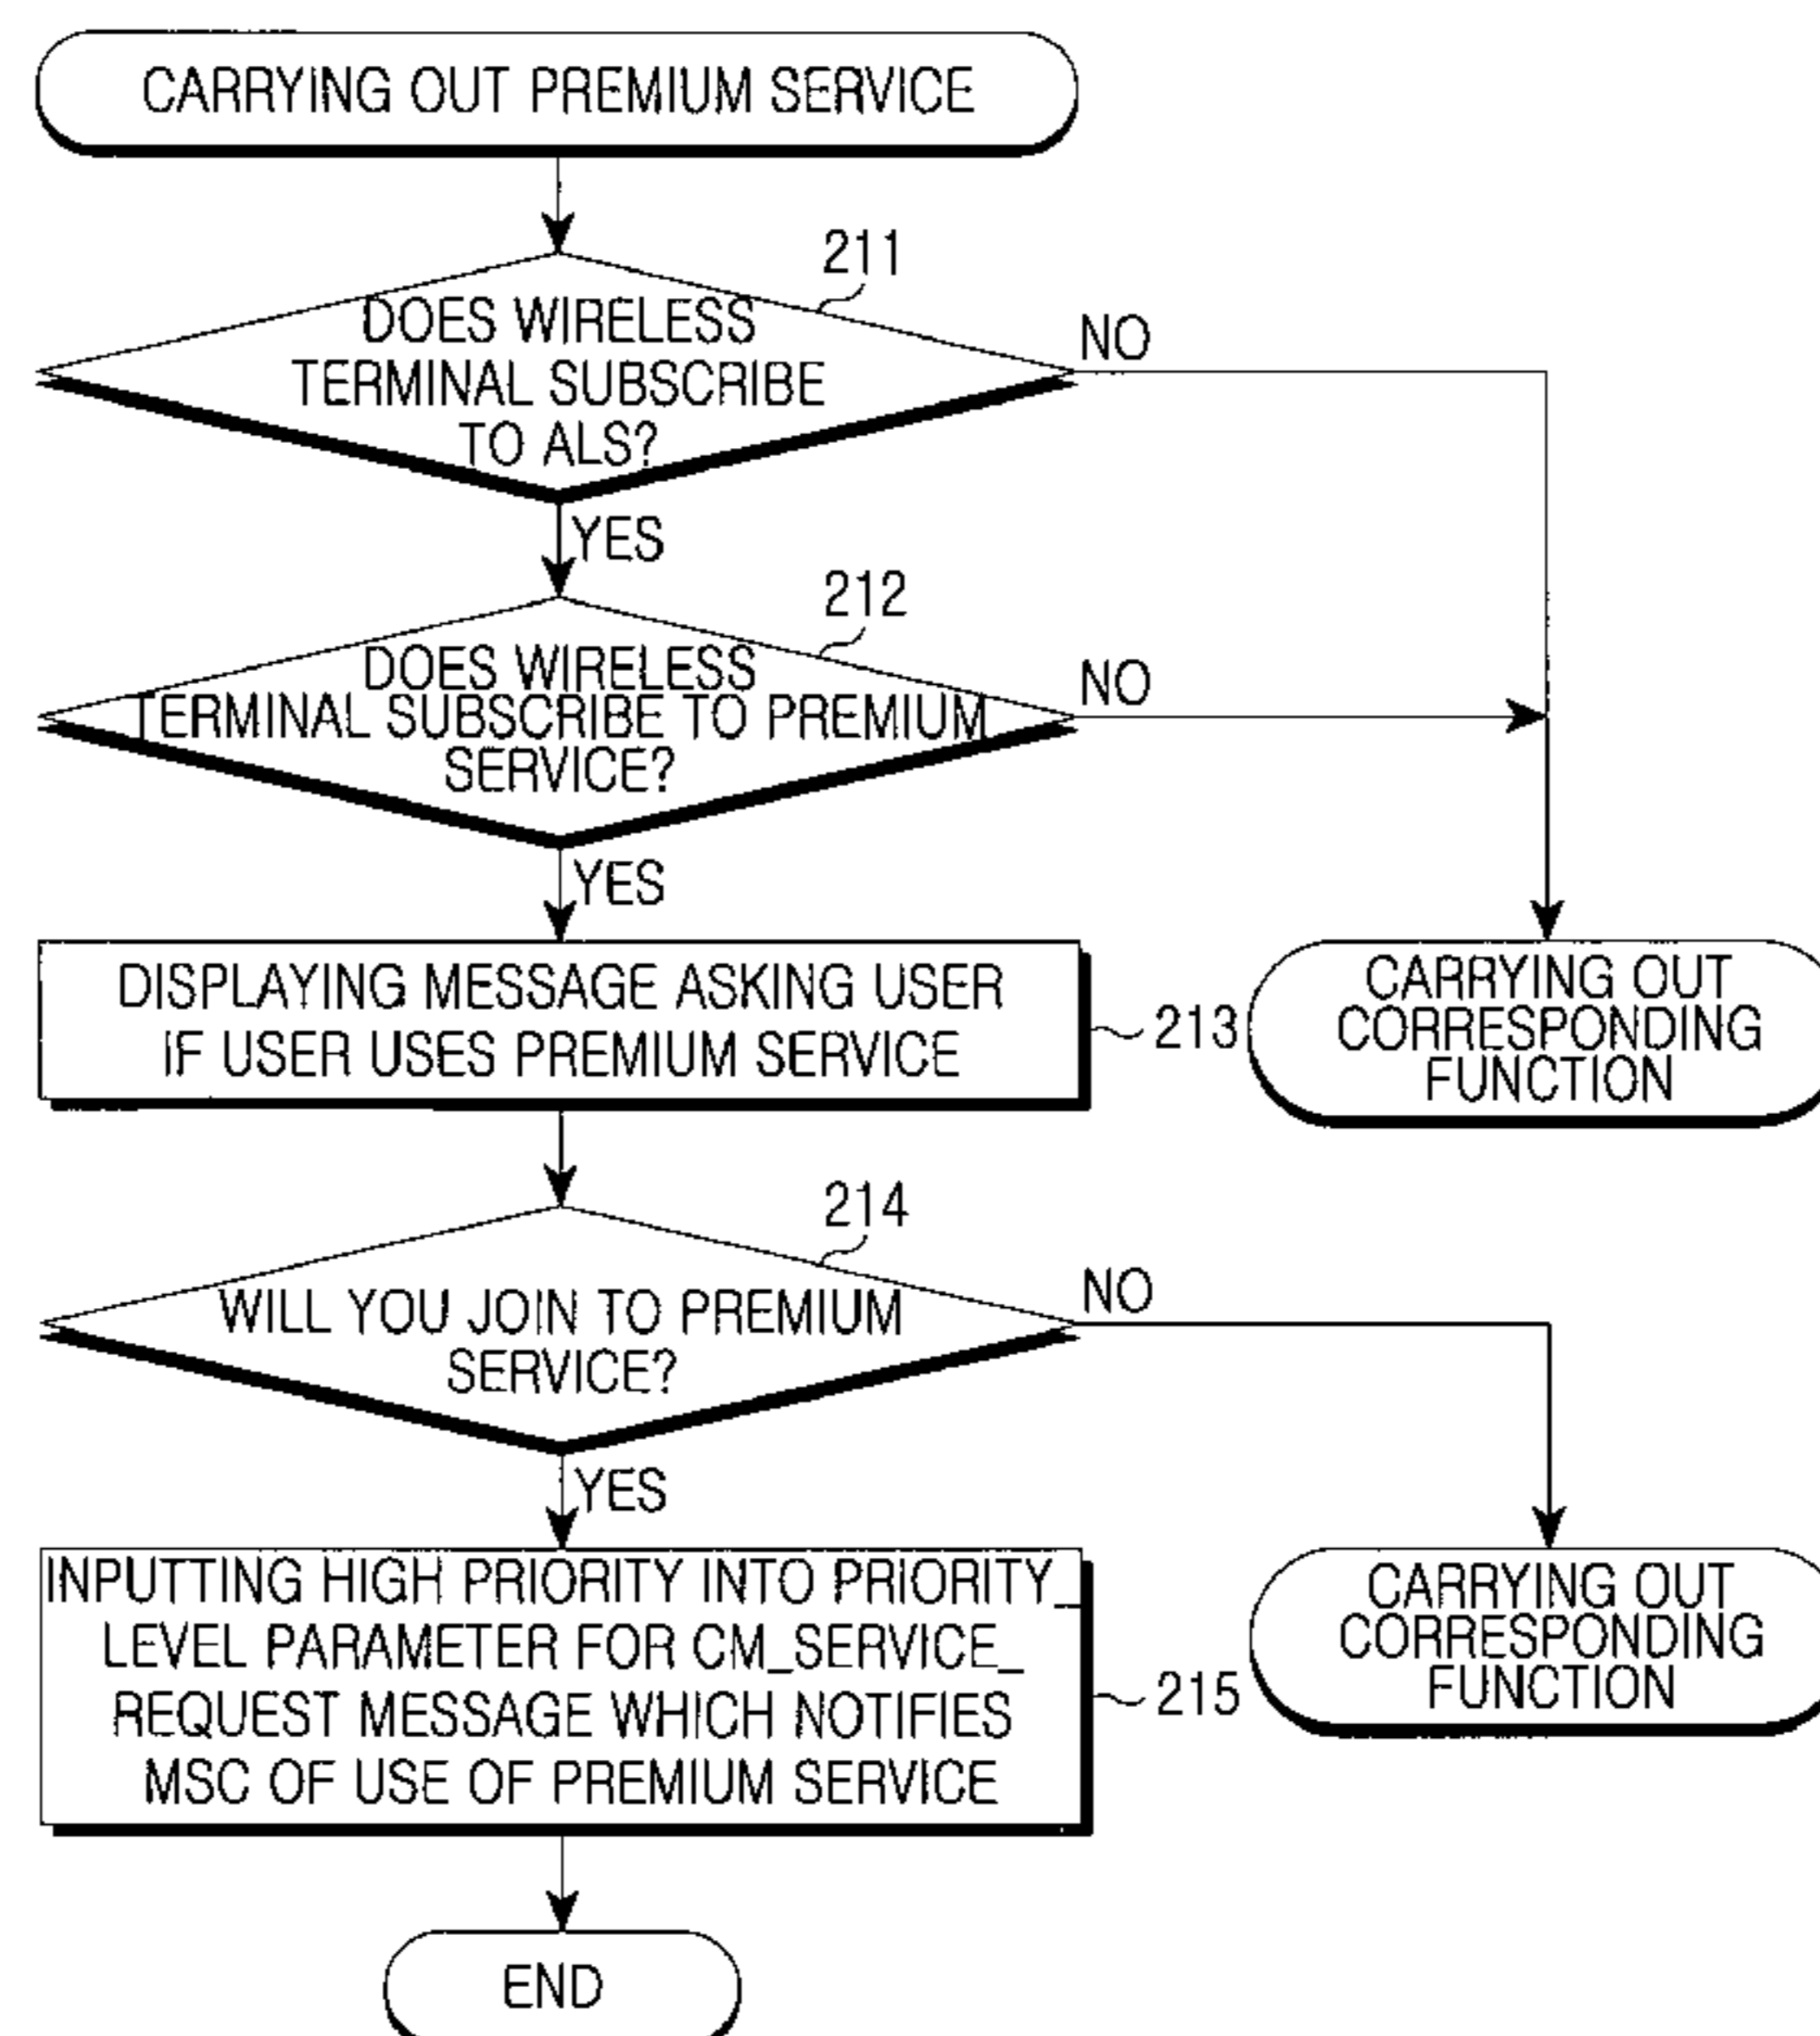 CARRYING OUT PREMIUM SERVICE
211
DOES WIRELESS
TERMINAL SUBSCRIBE
TO ALS?
NO
YES
212
DOES WIRELESS
TERMINAL SUBSCRIBE TO PREMIUM
SERVICE?
NO
YES
DISPLAYING MESSAGE ASKING USER
IF USER USES PREMIUM SERVICE
213
CARRYING OUT
CORRESPONDING
FUNCTION
214
WILL YOU JOIN TO PREMIUM
SERVICE?
NO
YES
INPUTTING HIGH PRIORITY INTO PRIORITY_
LEVEL PARAMETER FOR CM_SERVICE_
REQUEST MESSAGE WHICH NOTIFIES
MSC OF USE OF PREMIUM SERVICE
215
CARRYING OUT
CORRESPONDING
FUNCTION
END